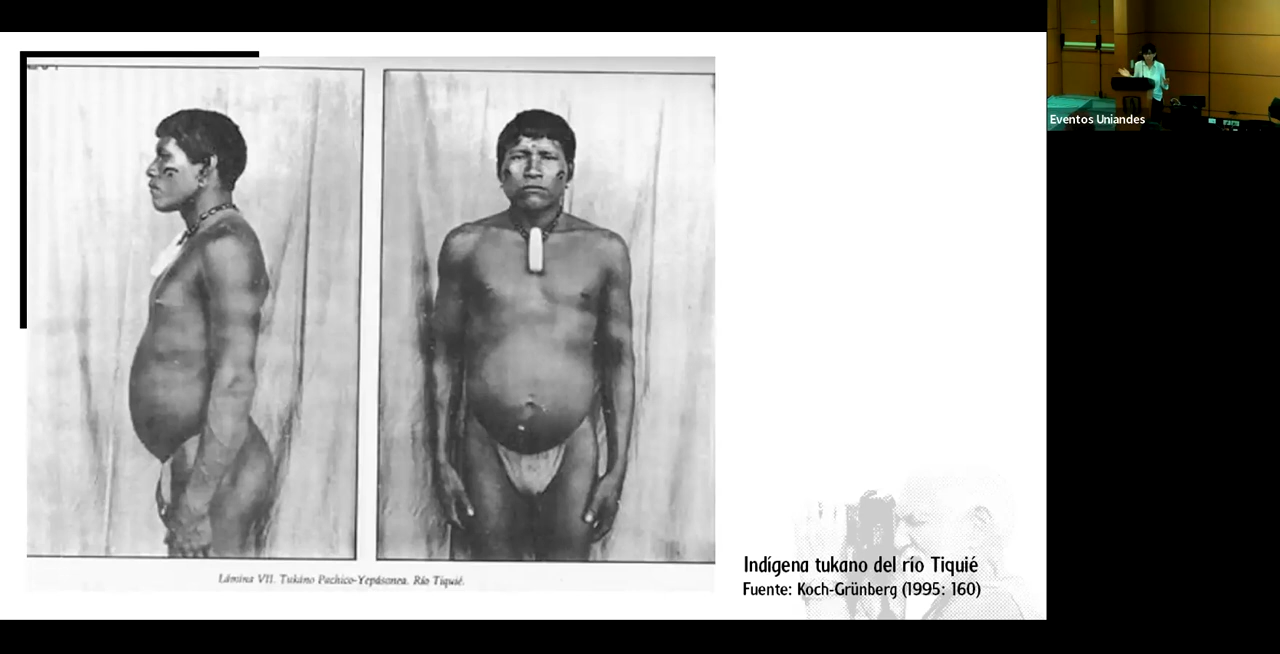 Lámina VII. Tukáno Pachico-Yepásonea. Río Tiquié.
Indígena tukano del río Tiquié
Fuente: Koch-Grünberg (1995: 160)
Eventos Uniandes